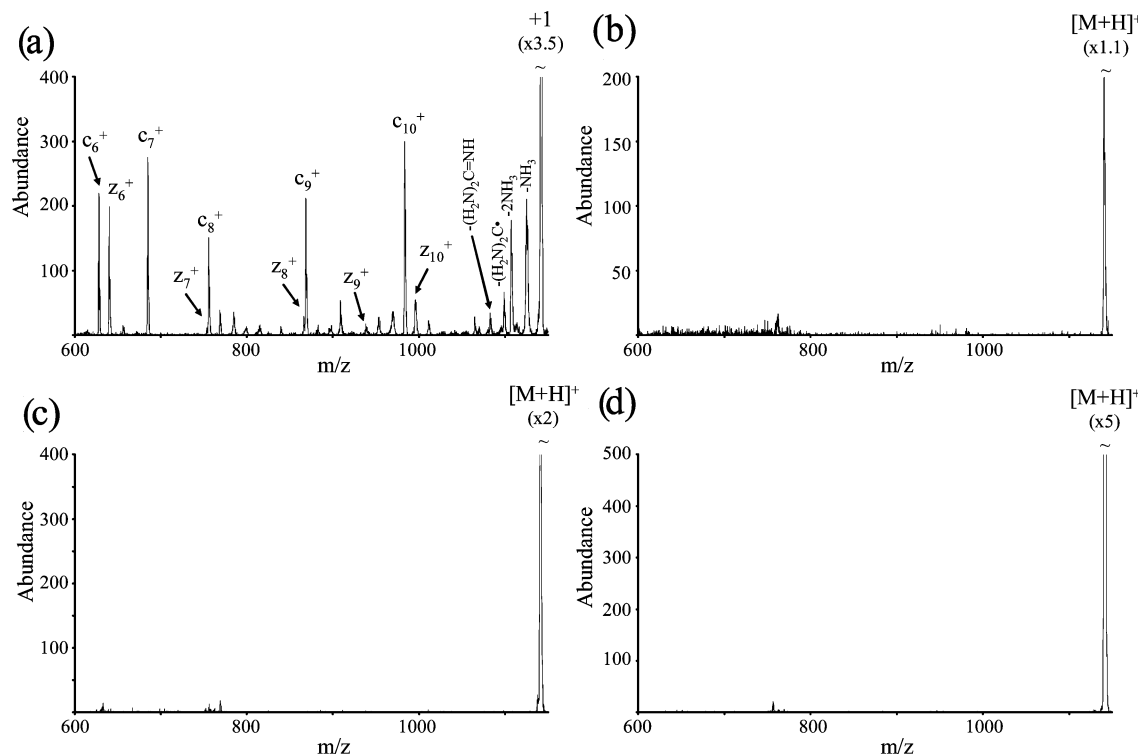 (a)
+1
(x3.5)
~
400
300
200
100
Abundance
c6+
z6+
c7+
z7+
c8+
z8+
c9+
z9+
c10+
z10+
-(H2N)2C=NH
-(H2N)2C•
-2NH3
-NH3
600
800
1000
m/z
(b)
[M+H]+
(x1.1)
~
200
150
100
50
Abundance
600
800
1000
m/z
(c)
[M+H]+
(x2)
~
400
300
200
100
Abundance
600
800
1000
m/z
(d)
[M+H]+
(x5)
~
500
400
300
200
100
Abundance
600
800
1000
m/z